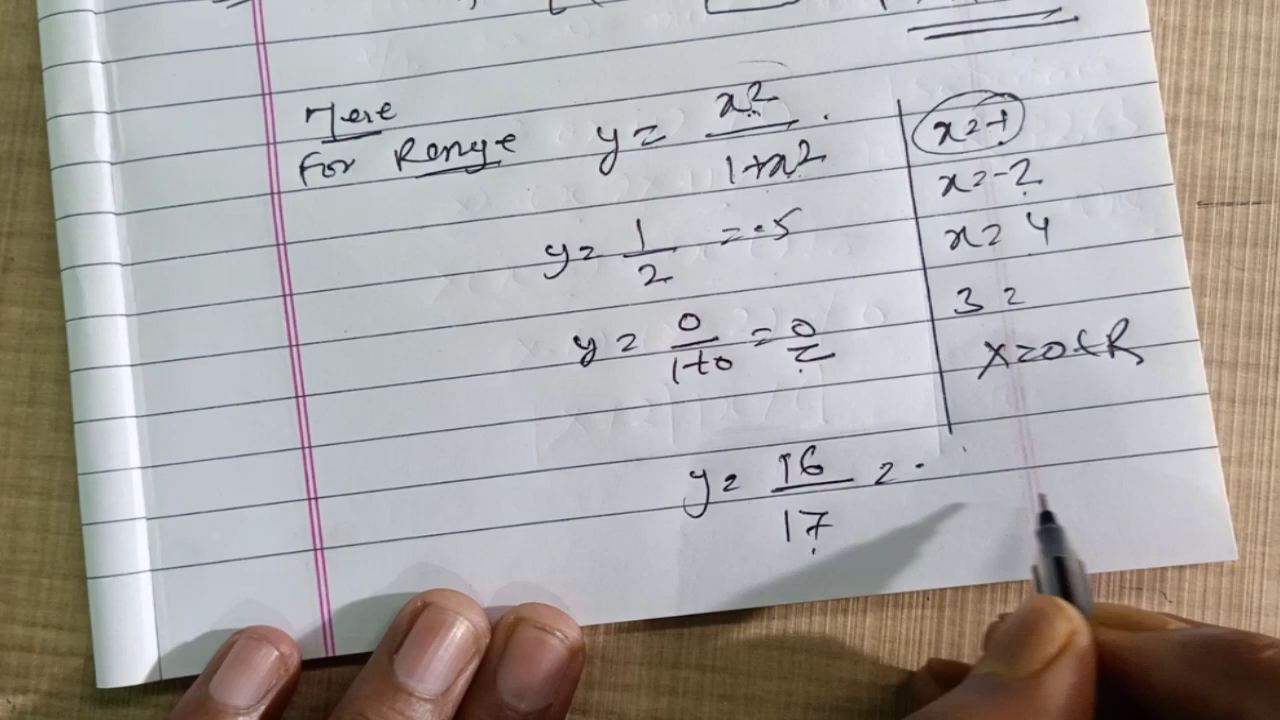 Here
For Range y = x²/1+x².
y = 1/2 = .5
y = 0/1+0 = 0
y = 16/17 = .
x=-1
x=-2
x= 4
3 =
x=0 ∈ R